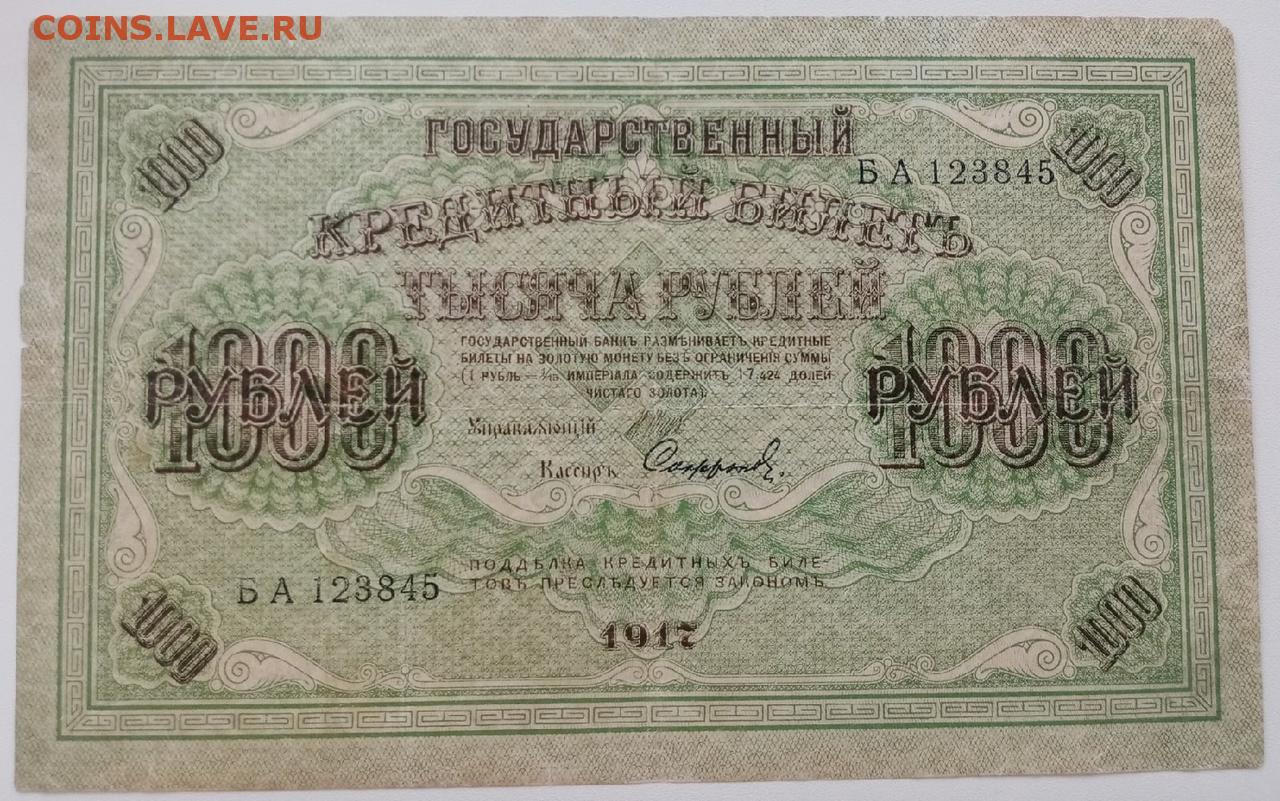 COINS.LAVE.RU
1000
1000
ГОСУДАРСТВЕННЫЙ
БА 123845
КРЕДИТНЫЙ БИЛЕТЪ
ТЫСЯЧА РУБЛЕЙ
1000
РУБЛЕЙ
1000
РУБЛЕЙ
ГОСУДАРСТВЕННЫЙ БАНКЪ РАЗМѢНИВАЕТЪ КРЕДИТНЫЕ
БИЛЕТЫ НА ЗОЛОТУЮ МОНЕТУ БЕЗЪ ОГРАНИЧЕНІЯ СУММЫ
(1 РУБЛЬ = 1/15 ИМПЕРІАЛА СОДЕРЖИТЪ 17,424 ДОЛЕЙ
ЧИСТАГО ЗОЛОТА).
Управляющій
Кассиръ
ПОДДѢЛКА КРЕДИТНЫХЪ БИЛЕ-
ТОВЪ ПРЕСЛѢДУЕТСЯ ЗАКОНОМЪ
БА 123845
1917
1000
1000